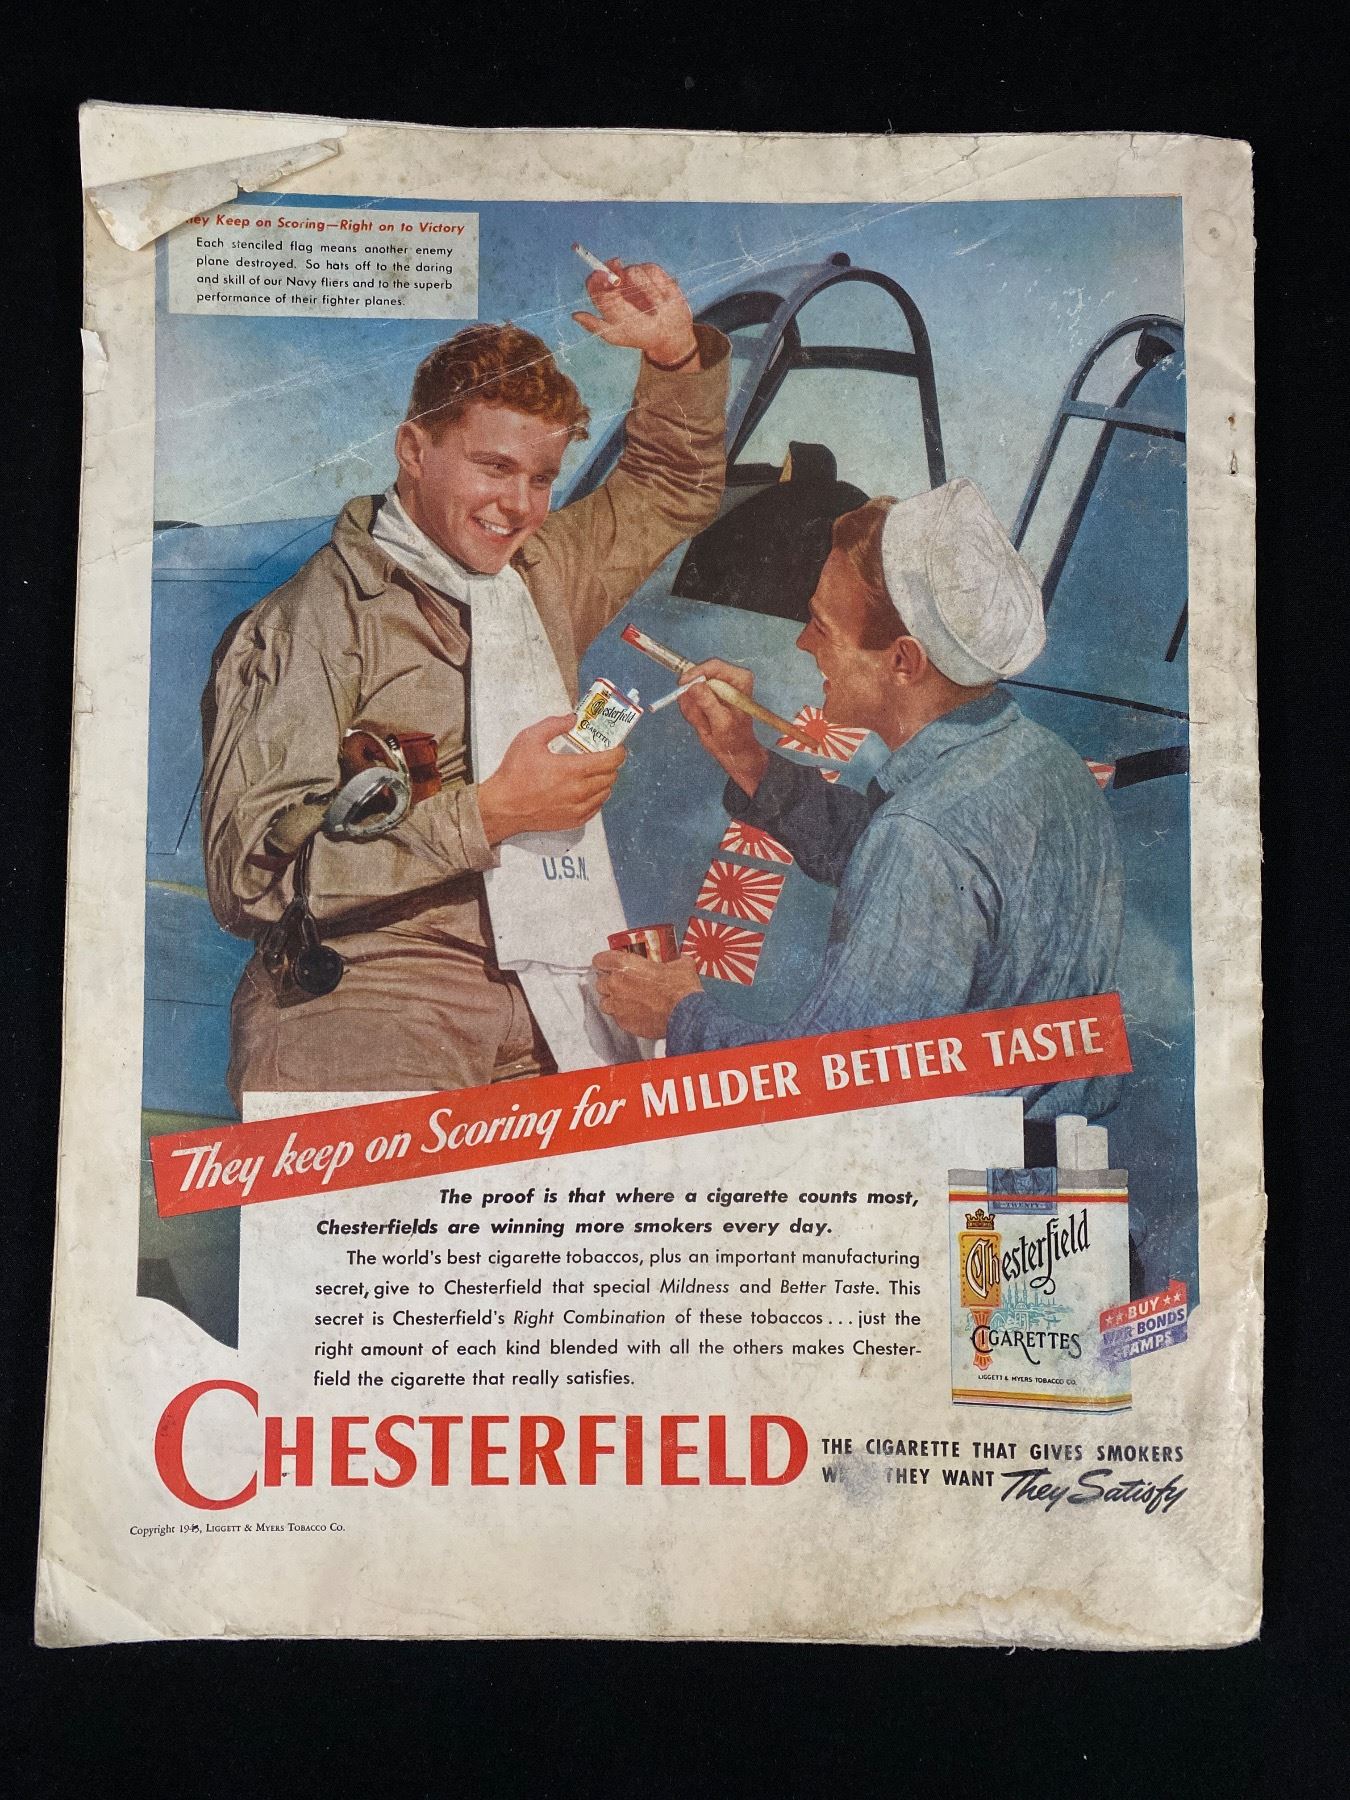 Keep on Scoring—Right on to Victory
Each stenciled flag means another enemy
plane destroyed. So hats off to the daring
and skill of our Navy fliers and to the superb
performance of their fighter planes.
Chesterfield
CIGARETTES
U.S.N.
They keep on Scoring for MILDER BETTER TASTE
The proof is that where a cigarette counts most,
Chesterfields are winning more smokers every day.
The world's best cigarette tobaccos, plus an important manufacturing
secret, give to Chesterfield that special Mildness and Better Taste. This
secret is Chesterfield's Right Combination of these tobaccos... just the
right amount of each kind blended with all the others makes Chester-
field the cigarette that really satisfies.
TWENTY
Chesterfield
CIGARETTES
LIGGETT & MYERS TOBACCO CO.
BUY
BONDS
STAMPS
CHESTERFIELD
THE CIGARETTE THAT GIVES SMOKERS
THEY WANT They Satisfy
Copyright LIGGETT & MYERS TOBACCO CO.